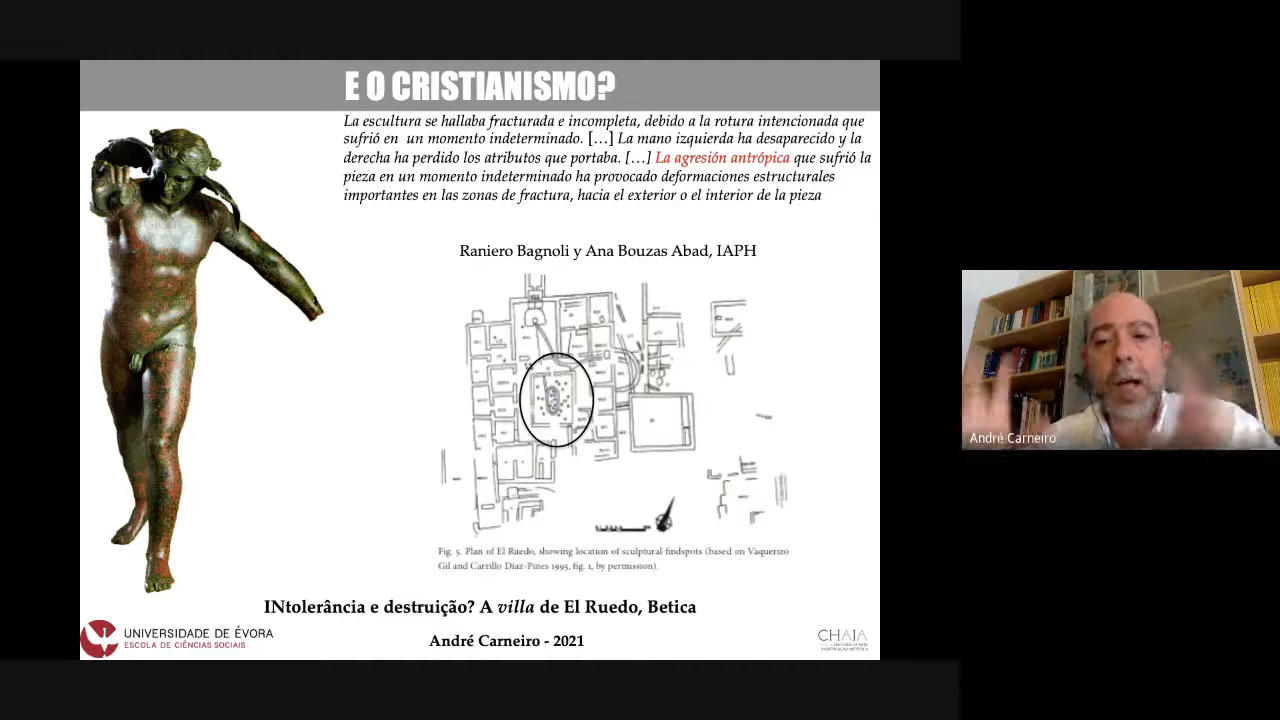 E O CRISTIANISMO?
La escultura se hallaba fracturada e incompleta, debido a la rotura intencionada que
sufrió en un momento indeterminado. […] La mano izquierda ha desaparecido y la
derecha ha perdido los atributos que portaba. […] La agresión antrópica que sufrió la
pieza en un momento indeterminado ha provocado deformaciones estructurales
importantes en las zonas de fractura, hacia el exterior o el interior de la pieza
Raniero Bagnoli y Ana Bouzas Abad, IAPH
Fig. 5. Plan of El Ruedo, showing location of sculptural findspots (based on Vaquerizo
Gil and Carrillo Diaz-Pines 1995, fig. 1, by permission).
INtolerância e destruição? A villa de El Ruedo, Betica
UNIVERSIDADE DE ÉVORA
ESCOLA DE CIÊNCIAS SOCIAIS
André Carneiro - 2021
CHAIA
André Carneiro